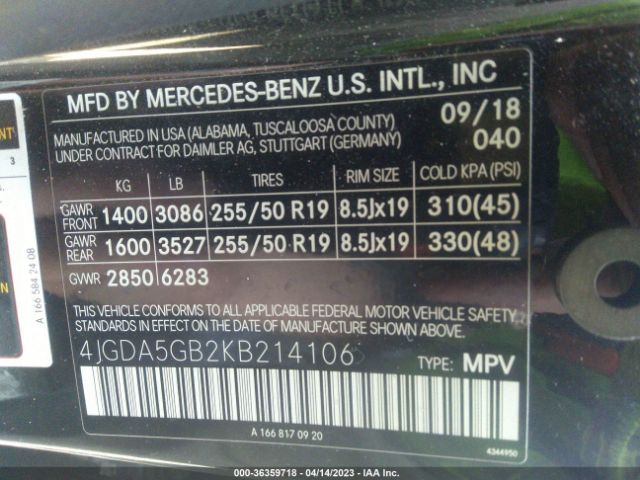 MFD BY MERCEDES-BENZ U.S. INTL., INC
MANUFACTURED IN USA (ALABAMA, TUSCALOOSA COUNTY) 09/18
UNDER CONTRACT FOR DAIMLER AG, STUTTGART (GERMANY) 040
KG LB TIRES RIM SIZE COLD KPA (PSI)
GAWR FRONT 1400 3086 255/50 R19 8.5Jx19 310(45)
GAWR REAR 1600 3527 255/50 R19 8.5Jx19 330(48)
GVWR 2850 6283
THIS VEHICLE CONFORMS TO ALL APPLICABLE FEDERAL MOTOR VEHICLE SAFETY
STANDARDS IN EFFECT ON THE DATE OF MANUFACTURE SHOWN ABOVE.
4JGDA5GB2KB214106 TYPE: MPV
A 166 817 09 20
4344950
NT
3
A 166 584 24 08
ON
000-36359718 - 04/14/2023 - IAA Inc.